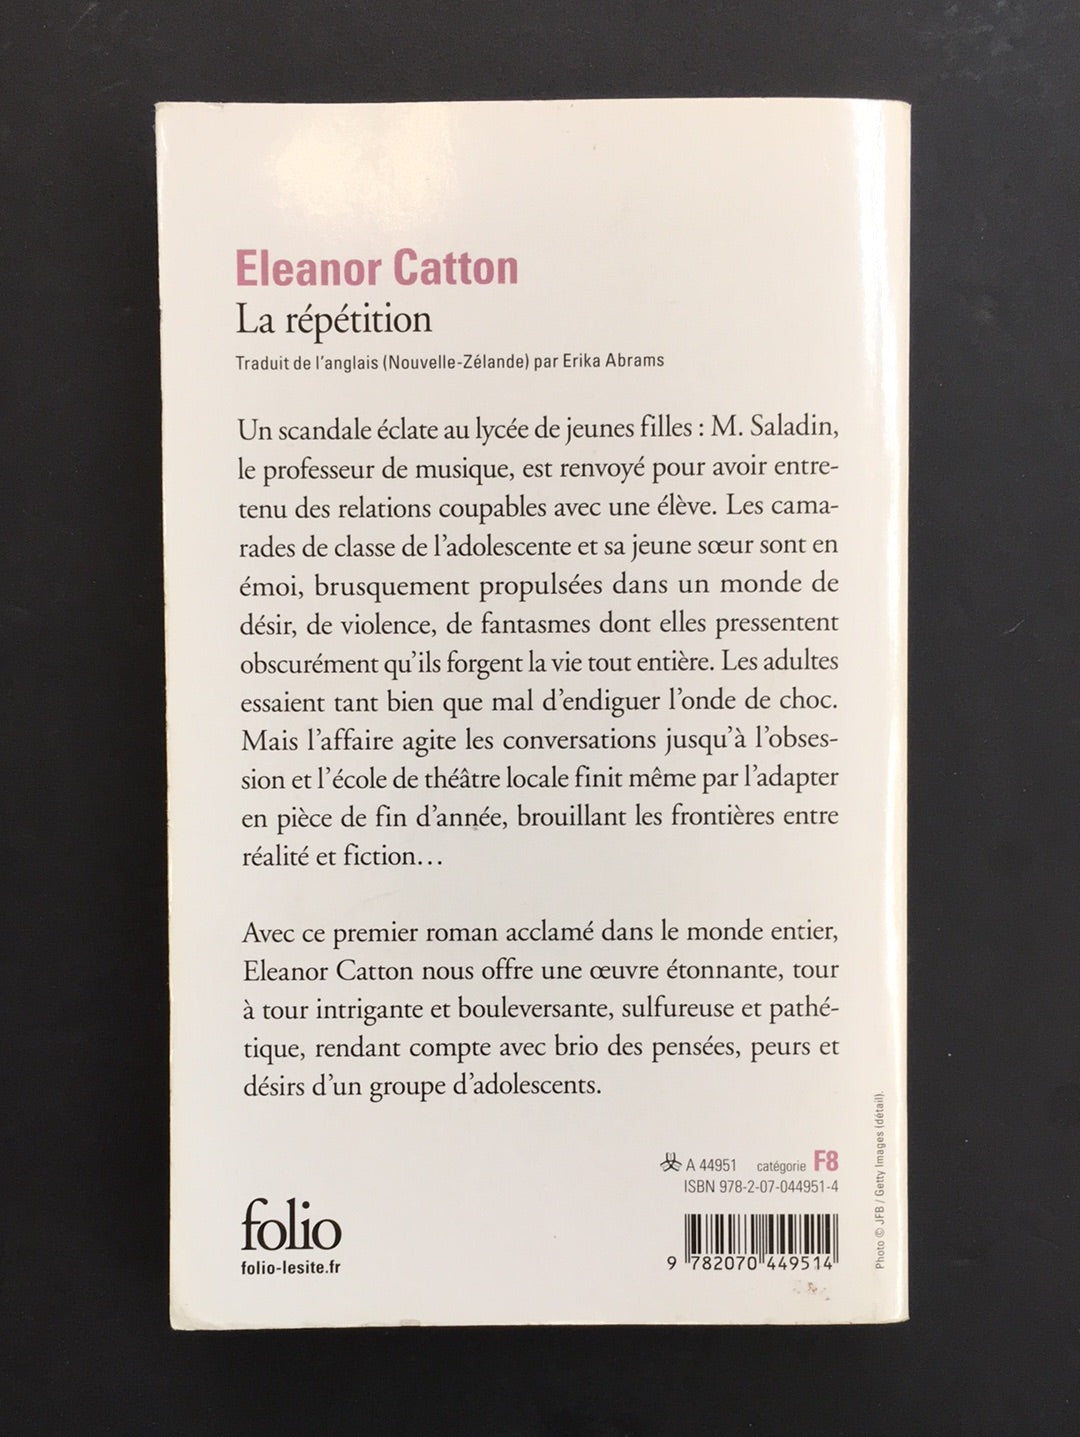 Eleanor Catton
La répétition
Traduit de l'anglais (Nouvelle-Zélande) par Erika Abrams
Un scandale éclate au lycée de jeunes filles : M. Saladin,
le professeur de musique, est renvoyé pour avoir entre-
tenu des relations coupables avec une élève. Les cama-
rades de classe de l'adolescente et sa jeune sœur sont en
émoi, brusquement propulsées dans un monde de
désir, de violence, de fantasmes dont elles pressentent
obscurément qu'ils forgent la vie tout entière. Les adultes
essaient tant bien que mal d'endiguer l'onde de choc.
Mais l'affaire agite les conversations jusqu'à l'obses-
sion et l'école de théâtre locale finit même par l'adapter
en pièce de fin d'année, brouillant les frontières entre
réalité et fiction…
Avec ce premier roman acclamé dans le monde entier,
Eleanor Catton nous offre une œuvre étonnante, tour
à tour intrigante et bouleversante, sulfureuse et pathé-
tique, rendant compte avec brio des pensées, peurs et
désirs d'un groupe d'adolescents.
A 44951 catégorie F8
ISBN 978-2-07-044951-4
9 782070 449514
folio
folio-lesite.fr
Photo © JFB / Getty Images (détail).